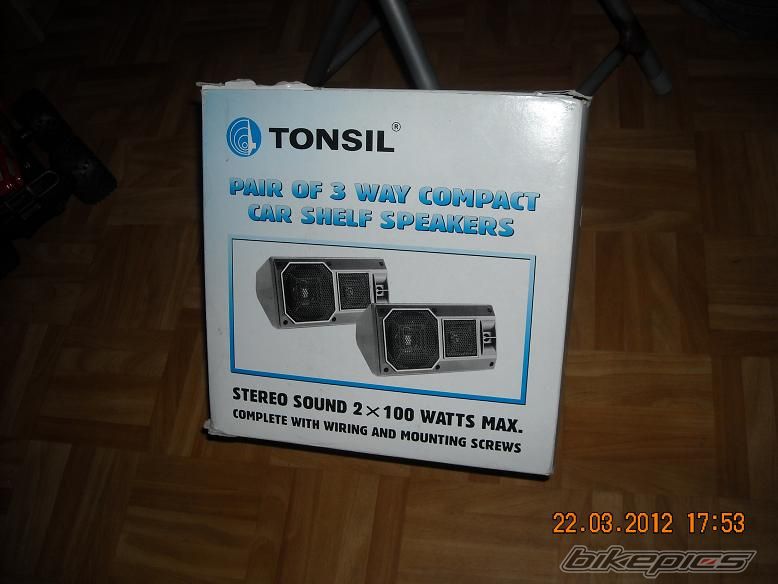 TONSIL®
PAIR OF 3 WAY COMPACT
CAR SHELF SPEAKERS
STEREO SOUND 2×100 WATTS MAX.
COMPLETE WITH WIRING AND MOUNTING SCREWS
22.03.2012 17:53
bikepics